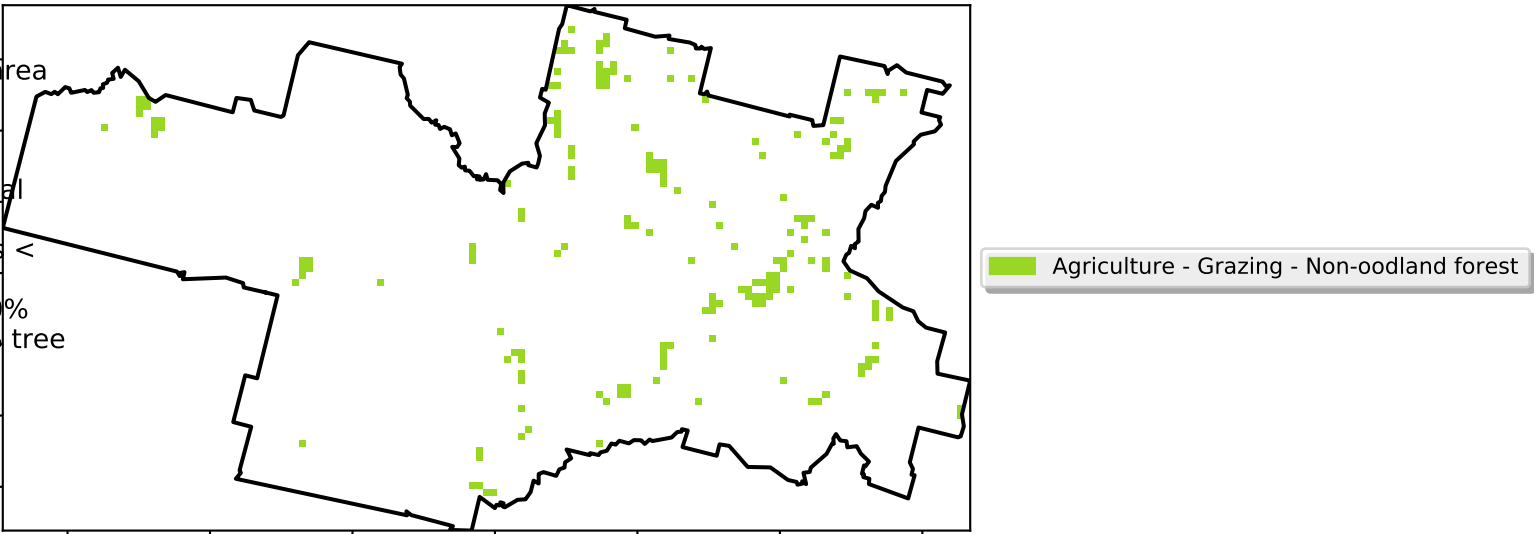 rea
al
s <
%
tree
Agriculture - Grazing - Non-oodland forest